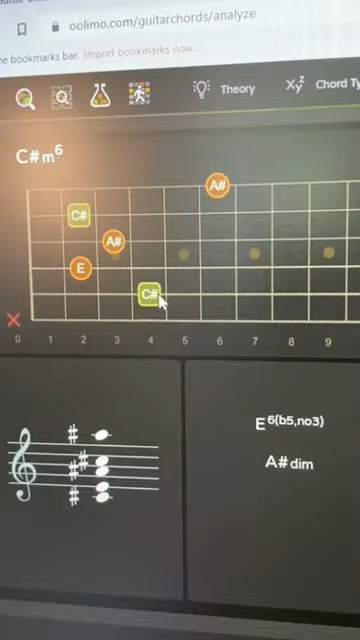 oolimo.com/guitarchords/analyze
bookmarks bar. Import bookmarks now...
Theory
Xyz Chord Ty
C#m6
A#
C#
A#
E
C#
0 1 2 3 4 5 6 7 8 9
E6(b5,no3)
A#dim